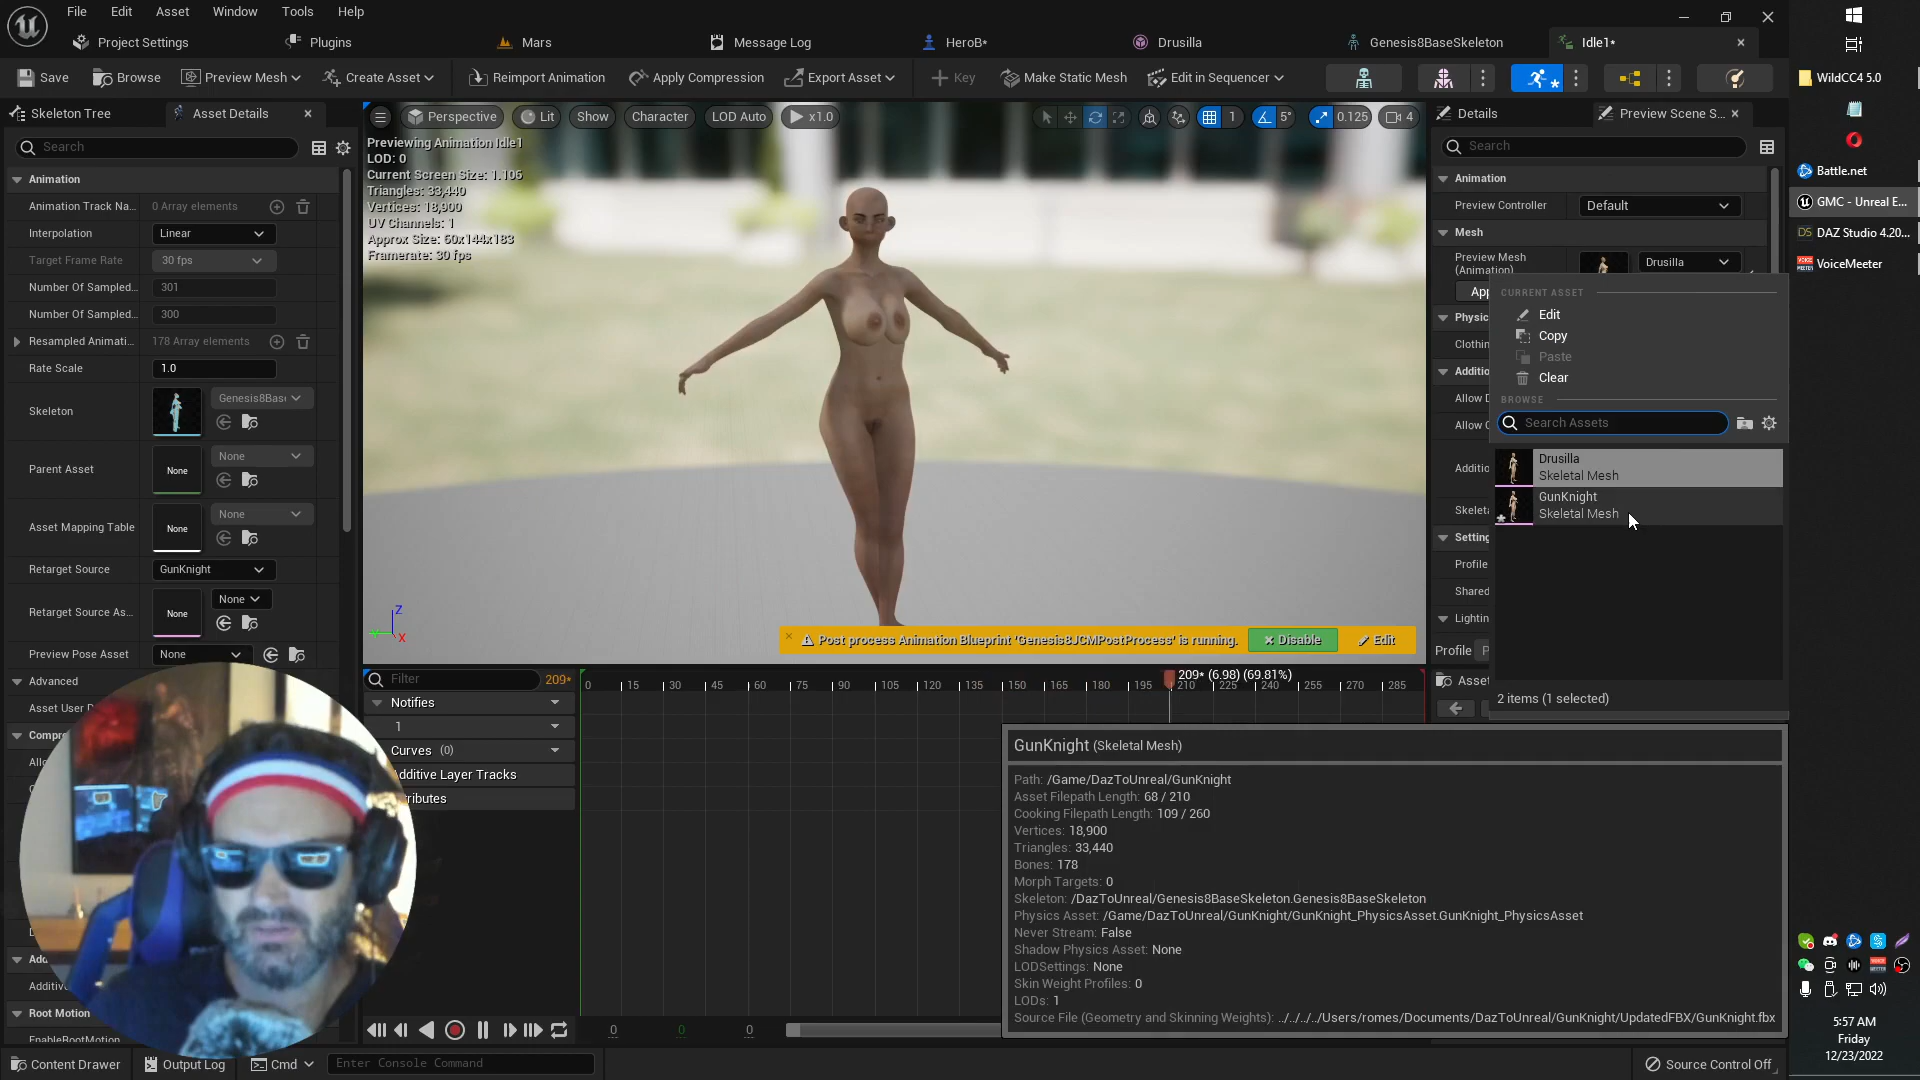 File Edit Asset Window Tools Help
Project Settings Plugins Mars Message Log HeroB* Drusilla Genesis8BaseSkeleton Idle1*
Save Browse Preview Mesh Create Asset Reimport Animation Apply Compression Export Asset Key Make Static Mesh Edit in Sequencer
Skeleton Tree Asset Details
Search
Animation
Animation Track Na... 0 Array elements
Interpolation Linear
Target Frame Rate 30 fps
Number Of Sampled... 301
Number Of Sampled... 300
Resampled Animati... 178 Array elements
Rate Scale 1.0
Skeleton Genesis8Base
Parent Asset None None
Asset Mapping Table None None
Retarget Source GunKnight
Retarget Source As... None None
Preview Pose Asset None
Advanced
Asset User D
Compre
Root Motion
EnableRootMotion
Perspective Lit Show Character LOD Auto x1.0 1 5° 0.125 4
Previewing Animation Idle1
LOD: 0
Current Screen Size: 1.106
Triangles: 33,440
Vertices: 18,900
UV Channels: 1
Approx Size: 60x144x183
Framerate: 30 fps
Z
X
Post process Animation Blueprint 'Genesis8JCMPostProcess' is running. Disable Edit
Filter 209*
209* (6.98) (69.81%)
0 15 30 45 60 75 90 105 120 135 150 165 180 195 210 225 240 255 270 285
Notifies
1
Curves (0)
Additive Layer Tracks
ributes
0 0 0
Details Preview Scene S...
Search
Animation
Preview Controller Default
Mesh
Preview Mesh
(Animation)
Drusilla
App
Physic
Clothin
Additio
Allow D
Allow C
Additio
Skeleta
Setting
Profile
Shared
Lightin
Profile P
Asset
CURRENT ASSET
Edit
Copy
Paste
Clear
BROWSE
Search Assets
Drusilla
Skeletal Mesh
GunKnight
Skeletal Mesh
2 items (1 selected)
GunKnight (Skeletal Mesh)
Path: /Game/DazToUnreal/GunKnight
Asset Filepath Length: 68 / 210
Cooking Filepath Length: 109 / 260
Vertices: 18,900
Triangles: 33,440
Bones: 178
Morph Targets: 0
Skeleton: /DazToUnreal/Genesis8BaseSkeleton.Genesis8BaseSkeleton
Physics Asset: /Game/DazToUnreal/GunKnight/GunKnight_PhysicsAsset.GunKnight_PhysicsAsset
Never Stream: False
Shadow Physics Asset: None
LODSettings: None
Skin Weight Profiles: 0
LODs: 1
Source File (Geometry and Skinning Weights): ../../../../Users/romes/Documents/DazToUnreal/GunKnight/UpdatedFBX/GunKnight.fbx
Content Drawer Output Log Cmd Enter Console Command Source Control Off
WildCC4 5.0
Battle.net
GMC - Unreal E...
DAZ Studio 4.20...
VoiceMeeter
5:57 AM
Friday
12/23/2022